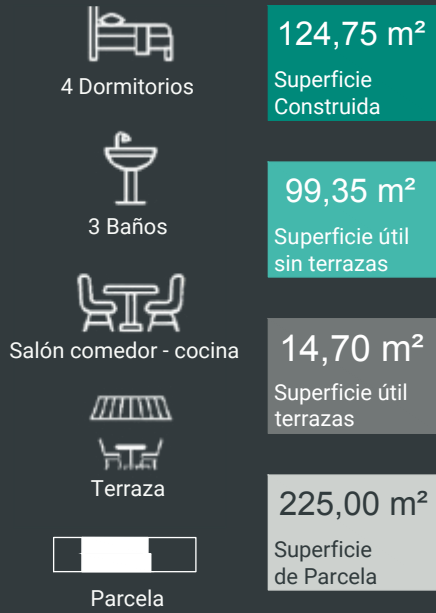 4 Dormitorios
3 Baños
Salón comedor - cocina
Terraza
Parcela
124,75 m²
Superficie
Construida
99,35 m²
Superficie útil
sin terrazas
14,70 m²
Superficie útil
terrazas
225,00 m²
Superficie
de Parcela